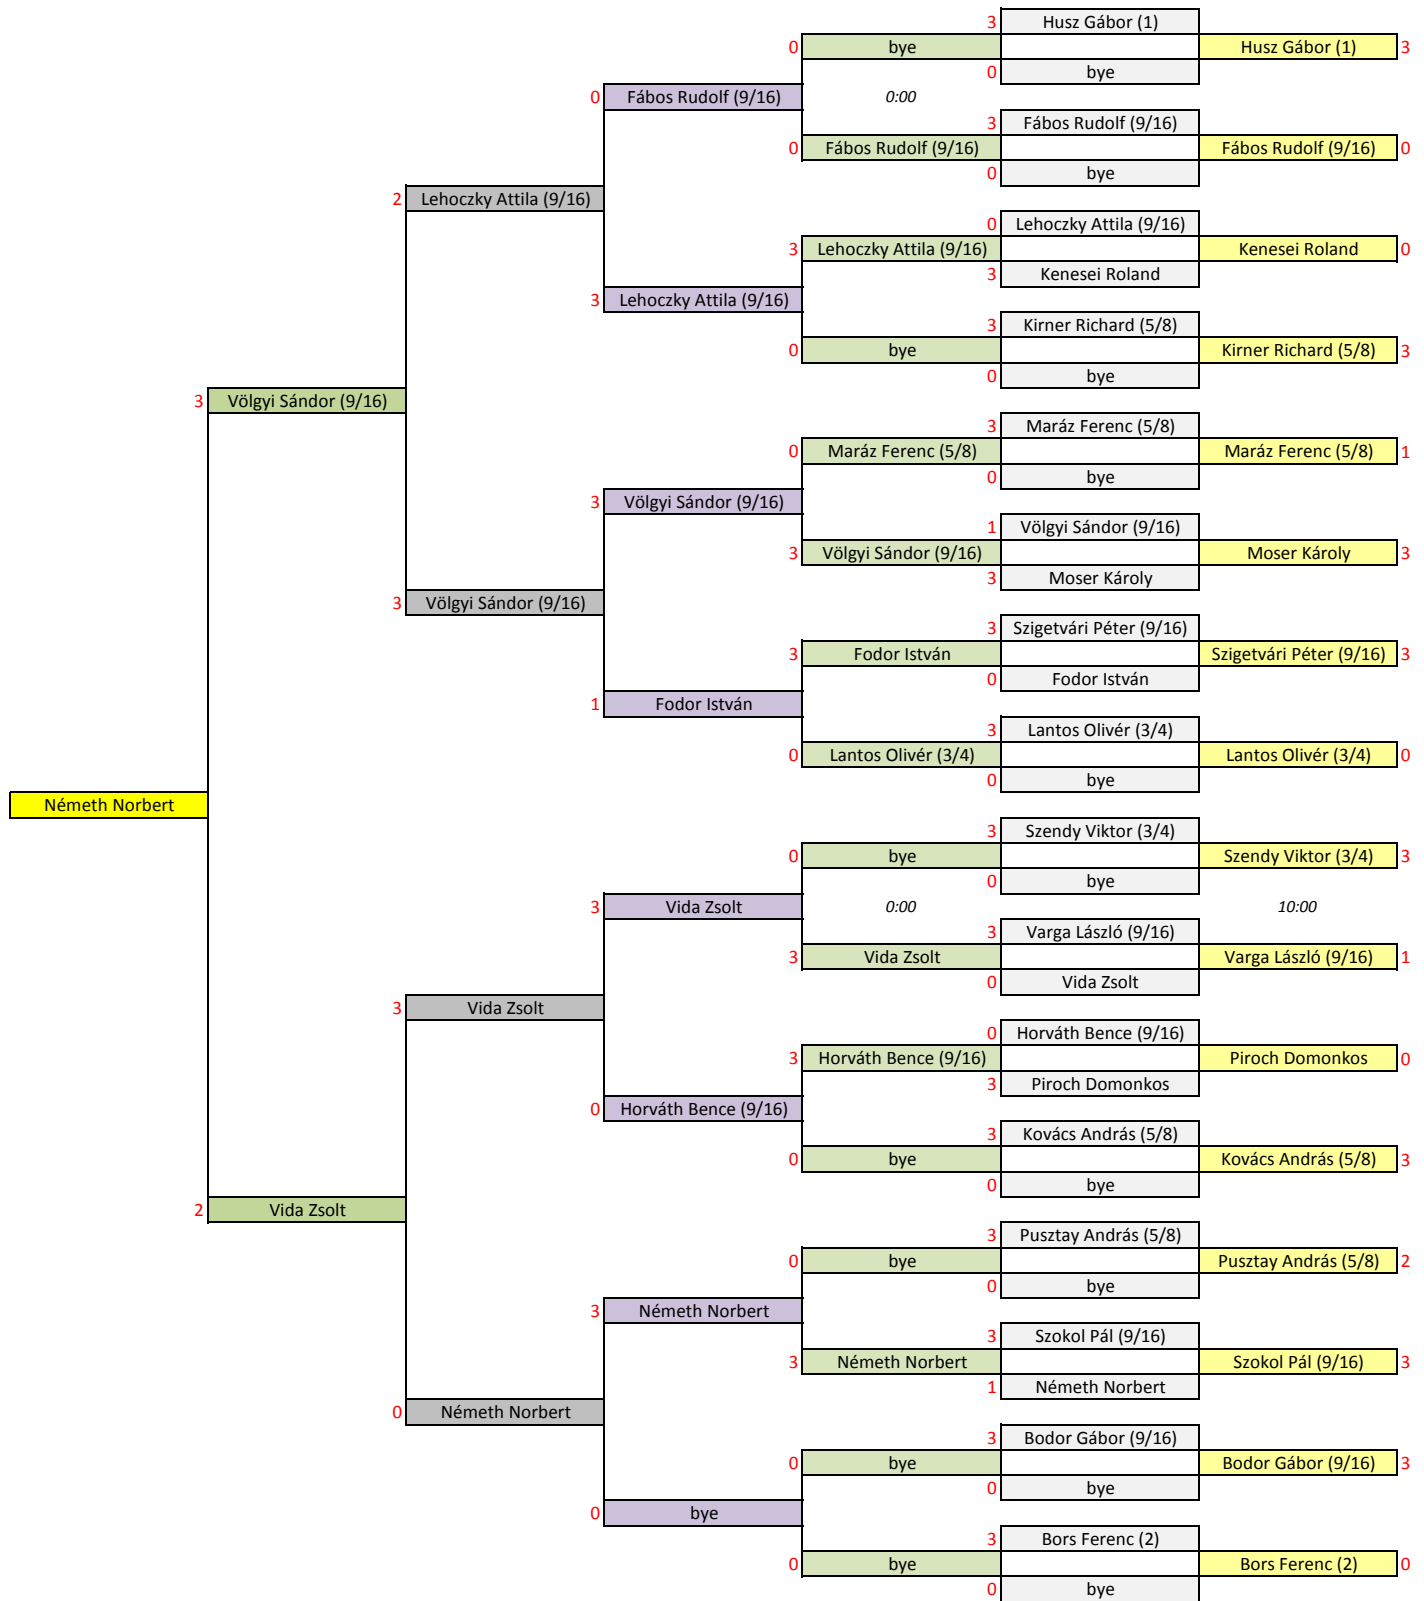 3 Husz Gábor (1)
0 bye Husz Gábor (1) 3
0 bye
0 Fábos Rudolf (9/16) 0:00
3 Fábos Rudolf (9/16)
0 Fábos Rudolf (9/16) Fábos Rudolf (9/16) 0
0 bye
2 Lehoczky Attila (9/16)
0 Lehoczky Attila (9/16)
3 Lehoczky Attila (9/16) Kenesei Roland 0
3 Kenesei Roland
3 Lehoczky Attila (9/16)
3 Kirner Richard (5/8)
0 bye Kirner Richard (5/8) 3
0 bye
3 Völgyi Sándor (9/16)
3 Maráz Ferenc (5/8)
0 Maráz Ferenc (5/8) Maráz Ferenc (5/8) 1
0 bye
3 Völgyi Sándor (9/16)
1 Völgyi Sándor (9/16)
3 Völgyi Sándor (9/16) Moser Károly 3
3 Moser Károly
3 Völgyi Sándor (9/16)
3 Szigetvári Péter (9/16)
3 Fodor István Szigetvári Péter (9/16) 3
0 Fodor István
1 Fodor István
3 Lantos Olivér (3/4)
0 Lantos Olivér (3/4) Lantos Olivér (3/4) 0
0 bye
Németh Norbert
3 Szendy Viktor (3/4)
0 bye Szendy Viktor (3/4) 3
0 bye
3 Vida Zsolt 0:00 10:00
3 Varga László (9/16)
3 Vida Zsolt Varga László (9/16) 1
0 Vida Zsolt
3 Vida Zsolt
0 Horváth Bence (9/16)
3 Horváth Bence (9/16) Piroch Domonkos 0
3 Piroch Domonkos
0 Horváth Bence (9/16)
3 Kovács András (5/8)
0 bye Kovács András (5/8) 3
0 bye
2 Vida Zsolt
3 Pusztay András (5/8)
0 bye Pusztay András (5/8) 2
0 bye
3 Németh Norbert
3 Szokol Pál (9/16)
3 Németh Norbert Szokol Pál (9/16) 3
1 Németh Norbert
0 Németh Norbert
3 Bodor Gábor (9/16)
0 bye Bodor Gábor (9/16) 3
0 bye
0 bye
3 Bors Ferenc (2)
0 bye Bors Ferenc (2) 0
0 bye